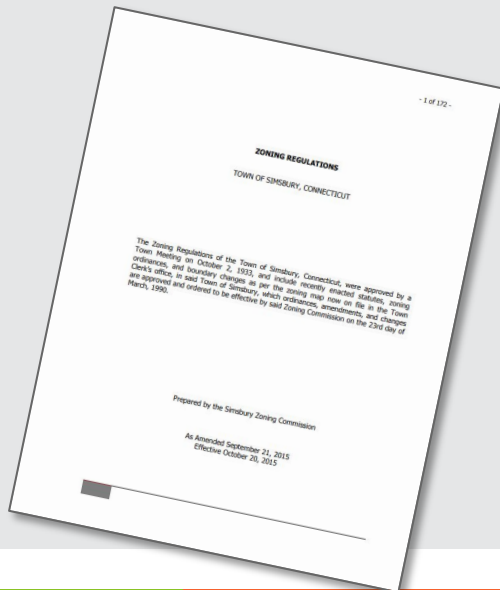 - 1 of 172 -
ZONING REGULATIONS
TOWN OF SIMSBURY, CONNECTICUT
The Zoning Regulations of the Town of Simsbury, Connecticut, were approved by a
Town Meeting on October 2, 1933, and include recently enacted statutes, zoning
ordinances, and boundary changes as per the zoning map now on file in the Town
Clerk's office, in said Town of Simsbury, which ordinances, amendments, and changes
are approved and ordered to be effective by said Zoning Commission on the 23rd day of
March, 1990.
Prepared by the Simsbury Zoning Commission
As Amended September 21, 2015
Effective October 20, 2015